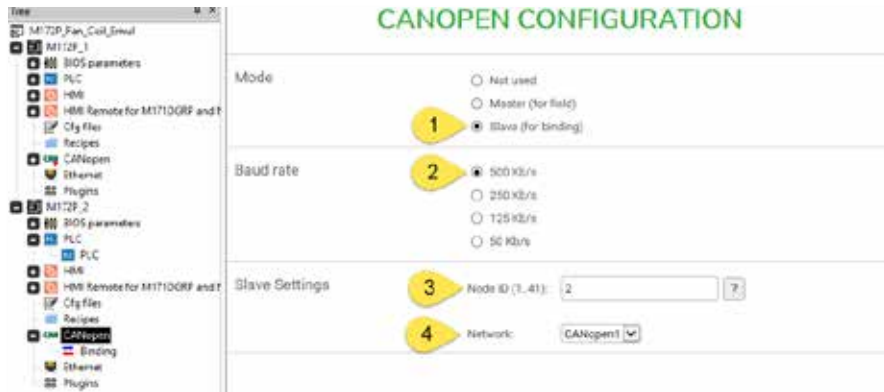 Tree
M172P_Fan_Coil_Emul
M172P_1
BIOS parameters
PLC
HMI
HMI Remote for M171DGRP and M
Cfg files
Recipes
CANopen
Ethernet
Plugins
M172P_2
BIOS parameters
PLC
PLC
HMI
HMI Remote for M171DGRP and M
Cfg files
Recipes
CANopen
Binding
Ethernet
Plugins
CANOPEN CONFIGURATION
Mode
Not used
Master (for field)
1 Slave (for binding)
Baud rate
2 500 Kb/s
250 Kb/s
125 Kb/s
50 Kb/s
Slave Settings
3 Node ID (1..41): 2 ?
4 Network: CANopen1